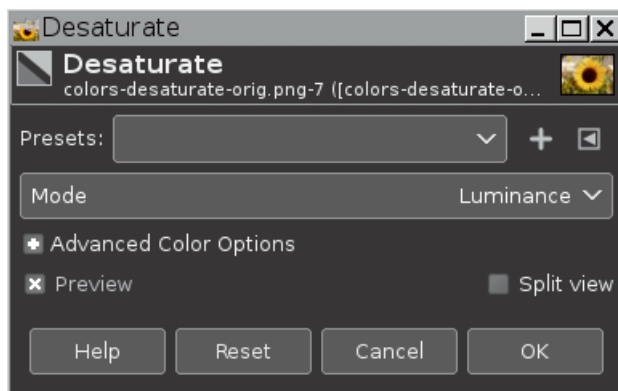 Desaturate
Desaturate
colors-desaturate-orig.png-7 ([colors-desaturate-o...
Presets:
Mode Luminance
Advanced Color Options
Preview Split view
Help Reset Cancel OK